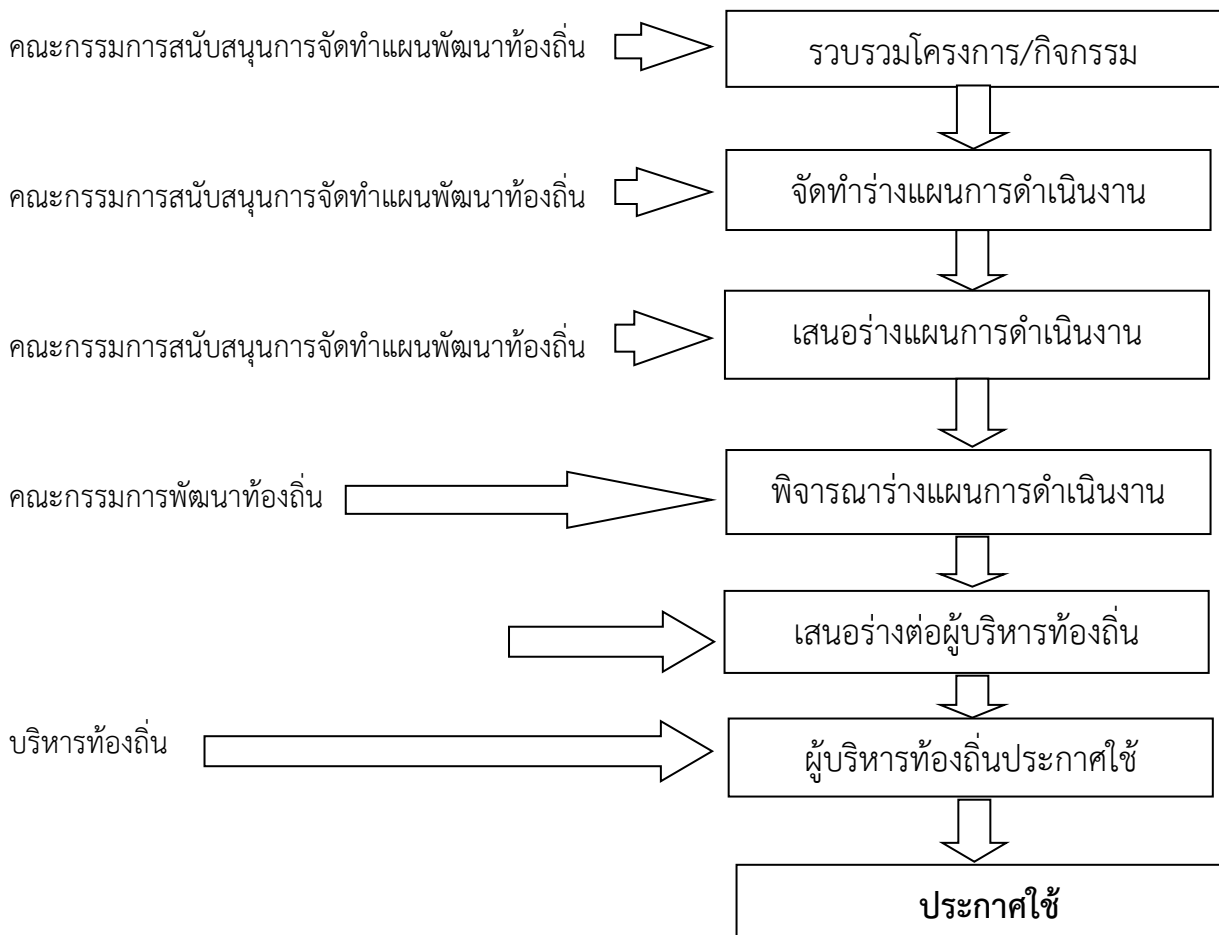 คณะกรรมการสนับสนุนการจัดทำแผนพัฒนาท้องถิ่น
รวบรวมโครงการ/กิจกรรม
คณะกรรมการสนับสนุนการจัดทำแผนพัฒนาท้องถิ่น
จัดทำร่างแผนการดำเนินงาน
คณะกรรมการสนับสนุนการจัดทำแผนพัฒนาท้องถิ่น
เสนอร่างแผนการดำเนินงาน
คณะกรรมการพัฒนาท้องถิ่น
พิจารณาร่างแผนการดำเนินงาน
เสนอร่างต่อผู้บริหารท้องถิ่น
บริหารท้องถิ่น
ผู้บริหารท้องถิ่นประกาศใช้
ประกาศใช้